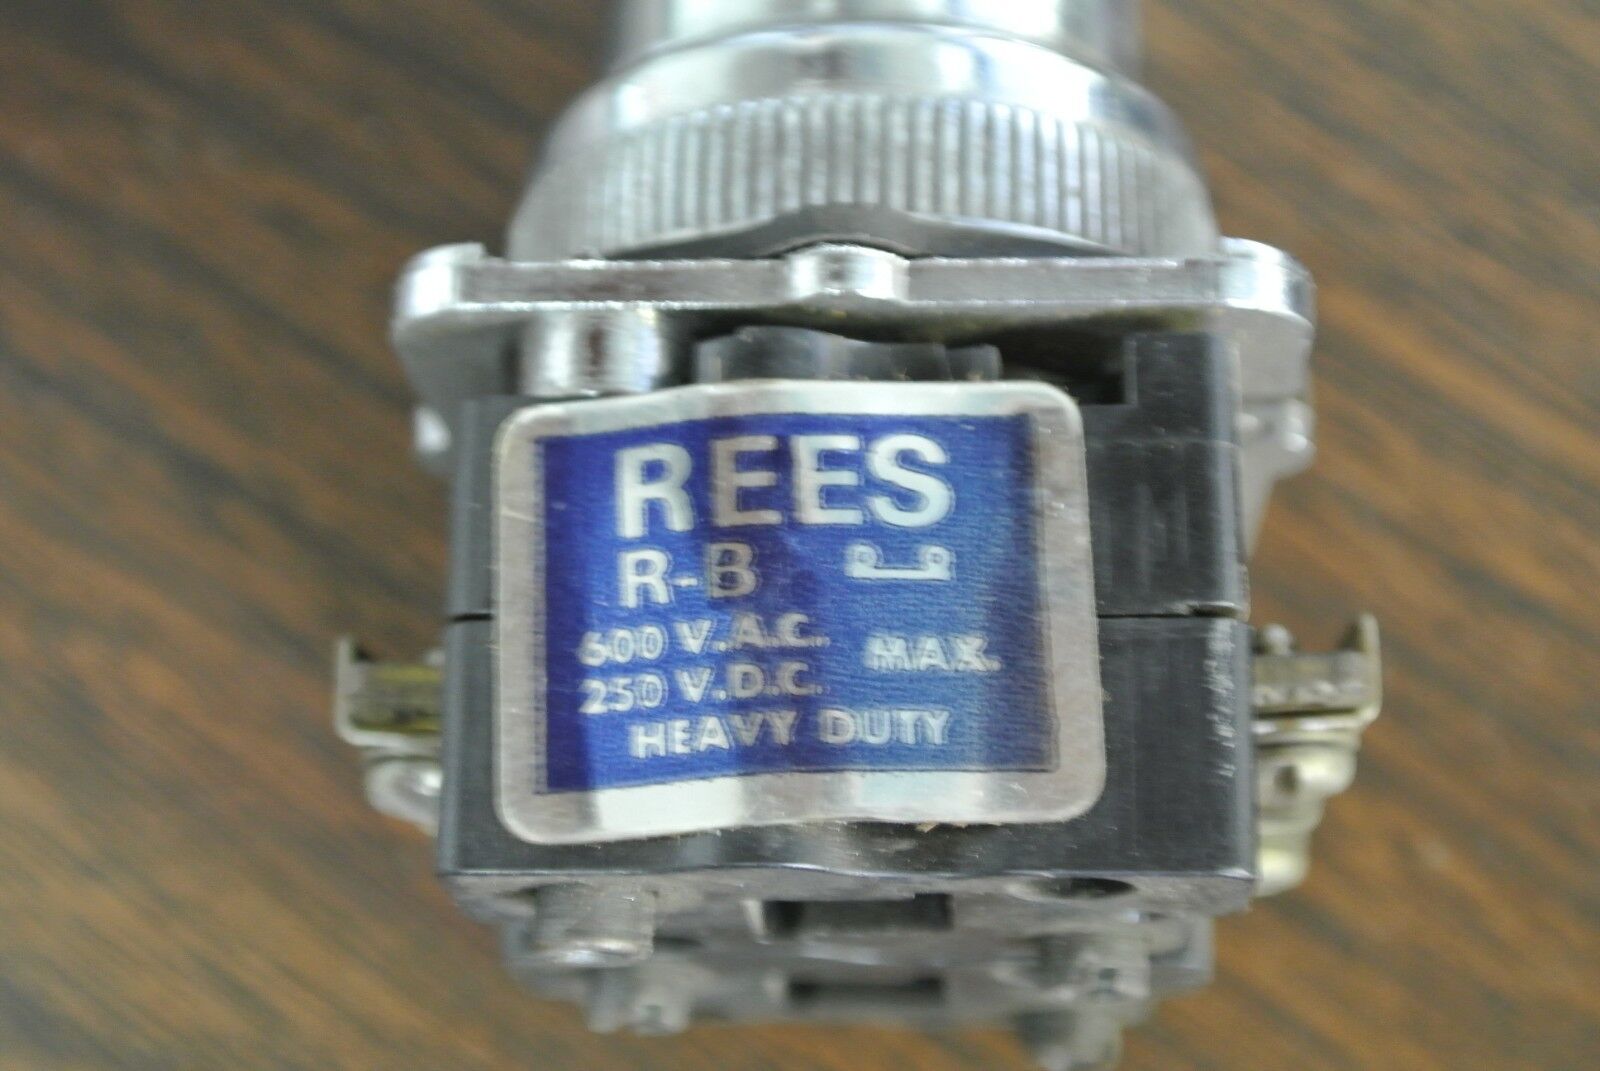 REES
R-B
600 V.A.C. MAX.
250 V.D.C.
HEAVY DUTY